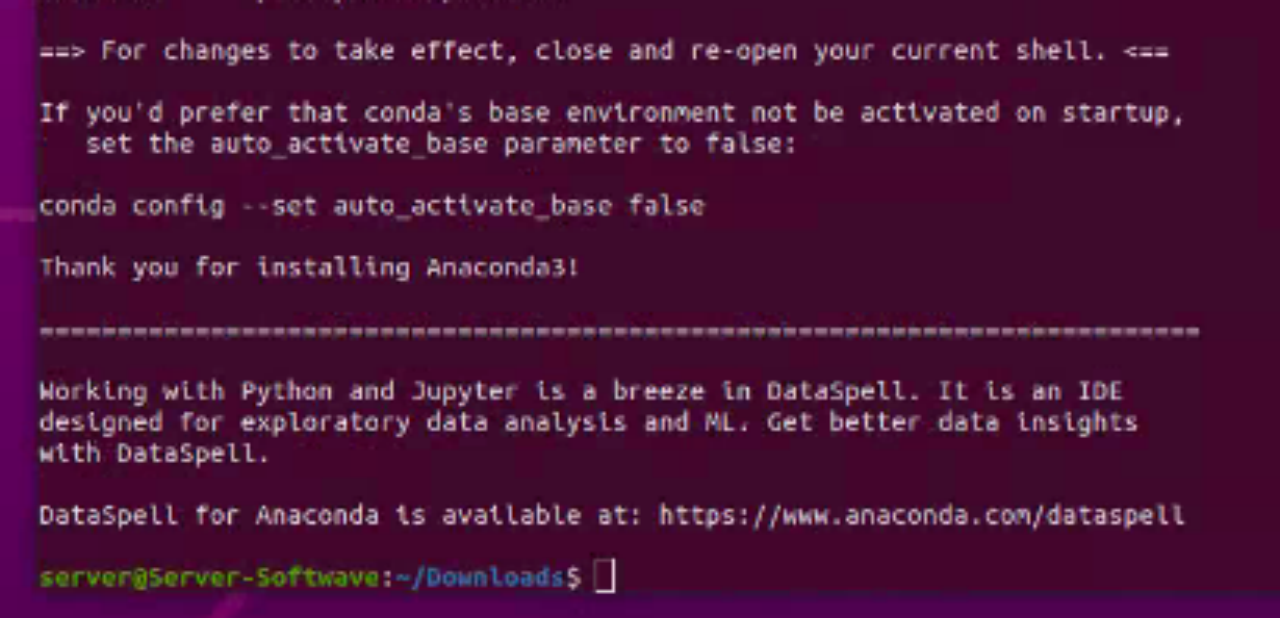 ==> For changes to take effect, close and re-open your current shell. <==
If you'd prefer that conda's base environment not be activated on startup,
set the auto_activate_base parameter to false:
conda config --set auto_activate_base false
Thank you for installing Anaconda3!
===========================================================================
Working with Python and Jupyter is a breeze in DataSpell. It is an IDE
designed for exploratory data analysis and ML. Get better data insights
with DataSpell.
DataSpell for Anaconda is available at: https://www.anaconda.com/dataspell
server@Server-Softwave:~/Downloads$